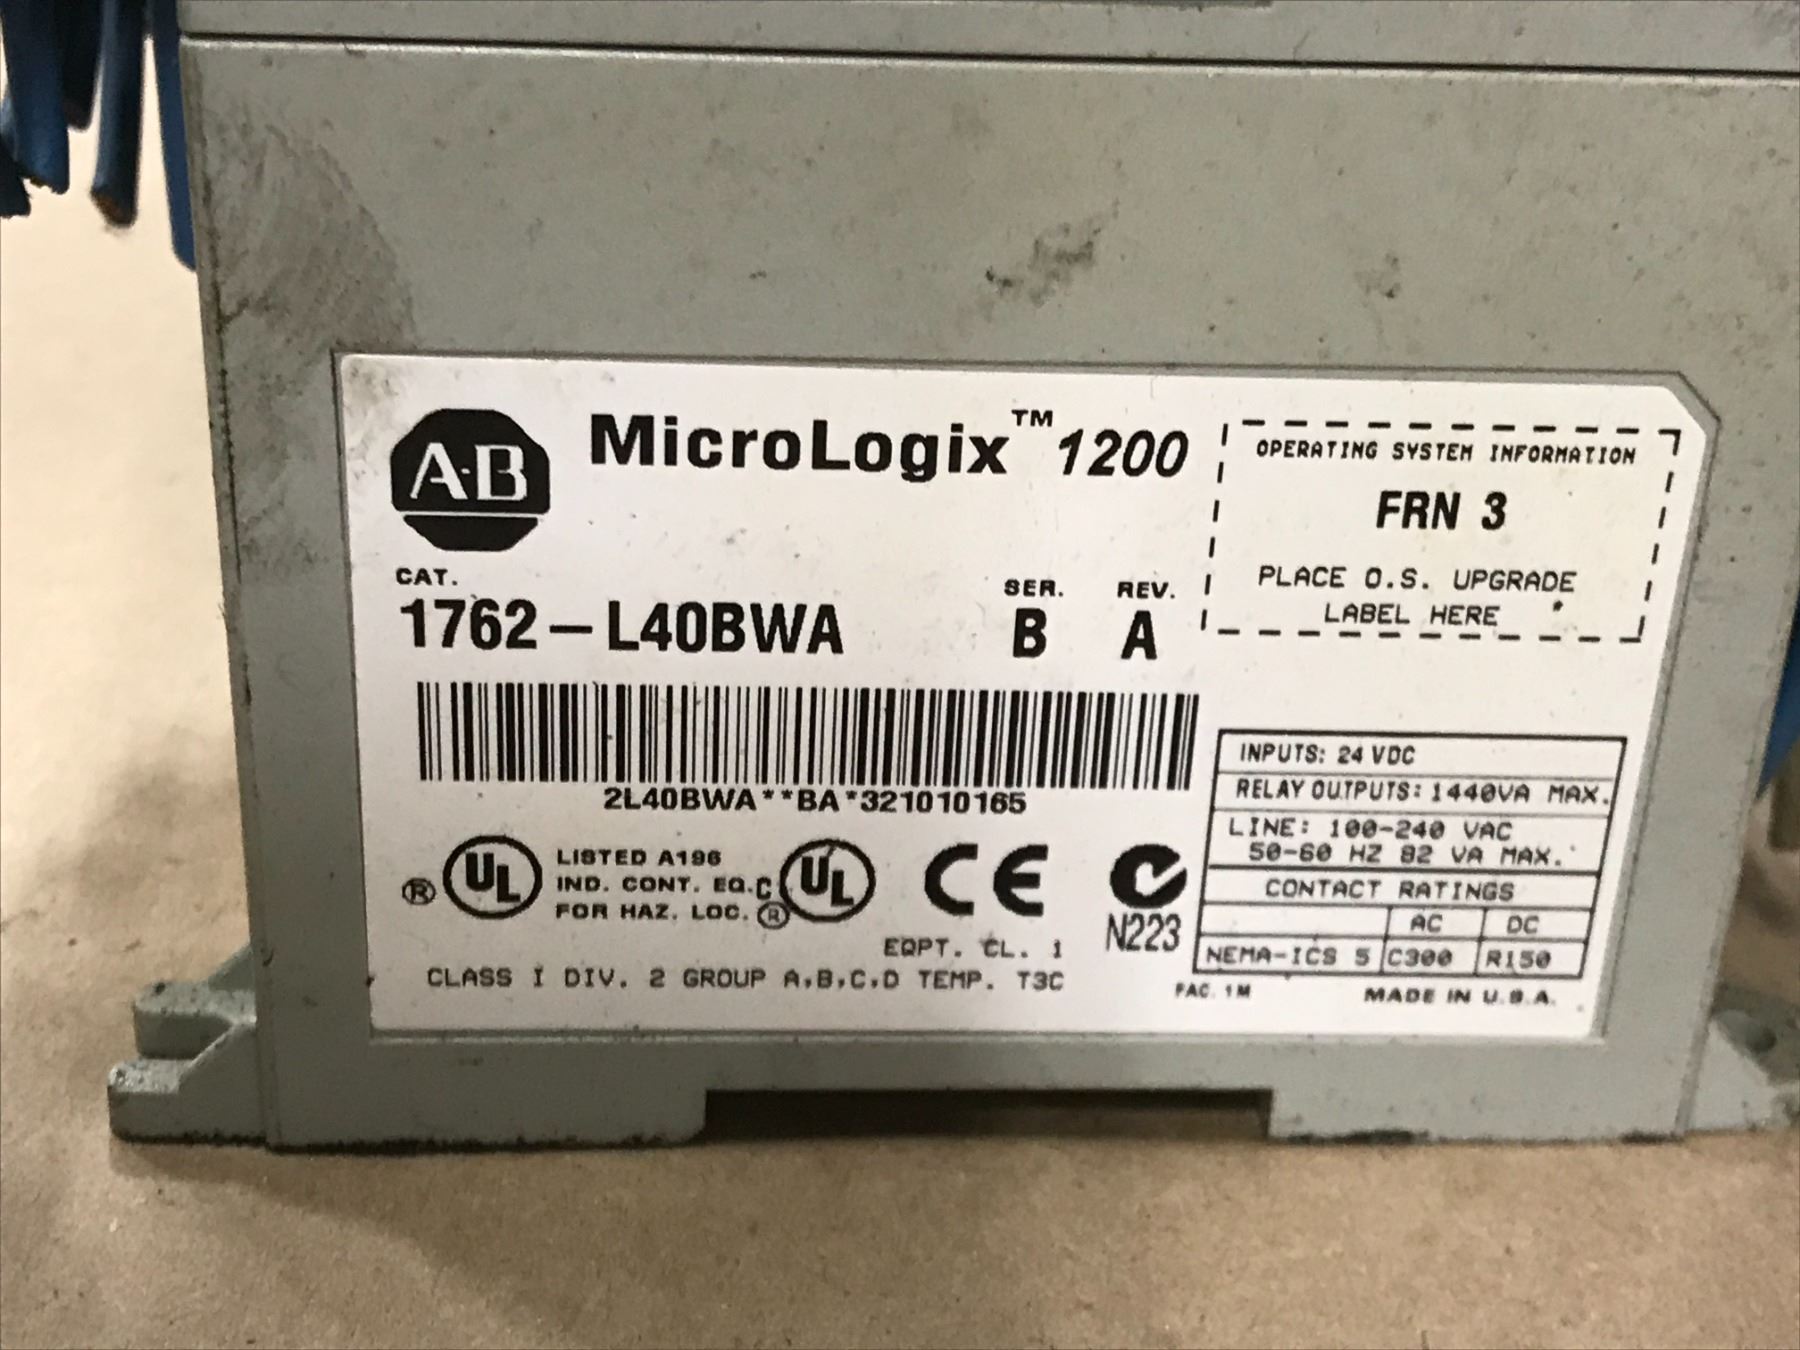 A·B
MicroLogix™ 1200
OPERATING SYSTEM INFORMATION
FRN 3
PLACE O.S. UPGRADE
LABEL HERE
CAT.
SER.
REV.
1762-L40BWA
B
A
2L40BWA**BA*321010165
INPUTS: 24 VDC
RELAY OUTPUTS: 1440VA MAX.
LINE: 100-240 VAC
50-60 HZ 82 VA MAX.
CONTACT RATINGS
AC DC
NEMA-ICS 5 C300 R150
® UL
LISTED A196
IND. CONT. EQ.
FOR HAZ. LOC.
C UL ®
CE
N223
EQPT. CL. 1
CLASS I DIV. 2 GROUP A,B,C,D TEMP. T3C
FAC. 1M
MADE IN U.S.A.